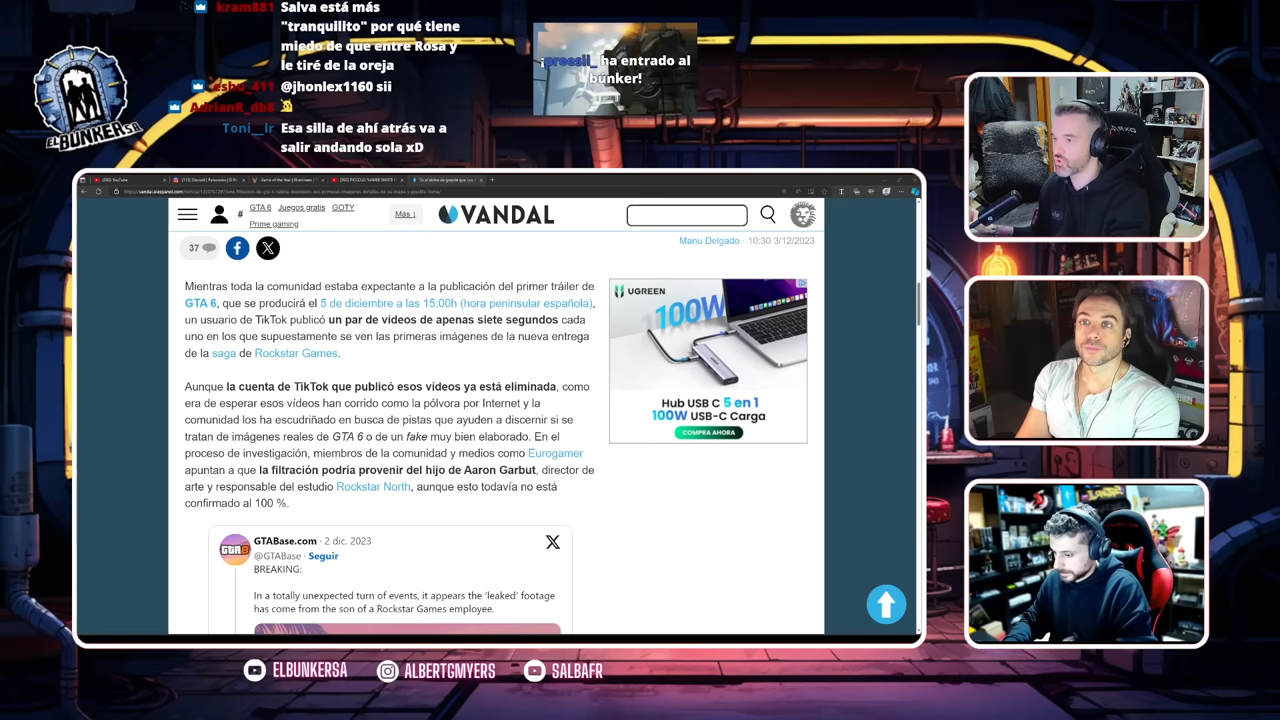 kram881 Salva está más
"tranquilito" por qué tiene
miedo de que entre Rosa y
le tiré de la oreja
@jhonlex1160 sii
AdrianR_db8
Toni__lr Esa silla de ahí atrás va a
salir andando sola xD
¡preesii_ ha entrado al
búnker!
ELBUNKERSA
# GTA 6 Juegos gratis GOTY
Prime gaming
Más ↓
VANDAL
37
Manu Delgado · 10:30 3/12/2023
Mientras toda la comunidad estaba expectante a la publicación del primer tráiler de
GTA 6, que se producirá el 5 de diciembre a las 15:00h (hora peninsular española),
un usuario de TikTok publicó un par de vídeos de apenas siete segundos cada
uno en los que supuestamente se ven las primeras imágenes de la nueva entrega
de la saga de Rockstar Games.
Aunque la cuenta de TikTok que publicó esos vídeos ya está eliminada, como
era de esperar esos vídeos han corrido como la pólvora por Internet y la
comunidad los ha escudriñado en busca de pistas que ayuden a discernir si se
tratan de imágenes reales de GTA 6 o de un fake muy bien elaborado. En el
proceso de investigación, miembros de la comunidad y medios como Eurogamer
apuntan a que la filtración podría provenir del hijo de Aaron Garbut, director de
arte y responsable del estudio Rockstar North, aunque esto todavía no está
confirmado al 100 %.
UGREEN
100W
Hub USB C 5 en 1
100W USB-C Carga
COMPRA AHORA
GTABase.com · 2 dic. 2023
@GTABase · Seguir
BREAKING:
In a totally unexpected turn of events, it appears the 'leaked' footage
has come from the son of a Rockstar Games employee.
ELBUNKERSA
ALBERTGMYERS
SALBAFR